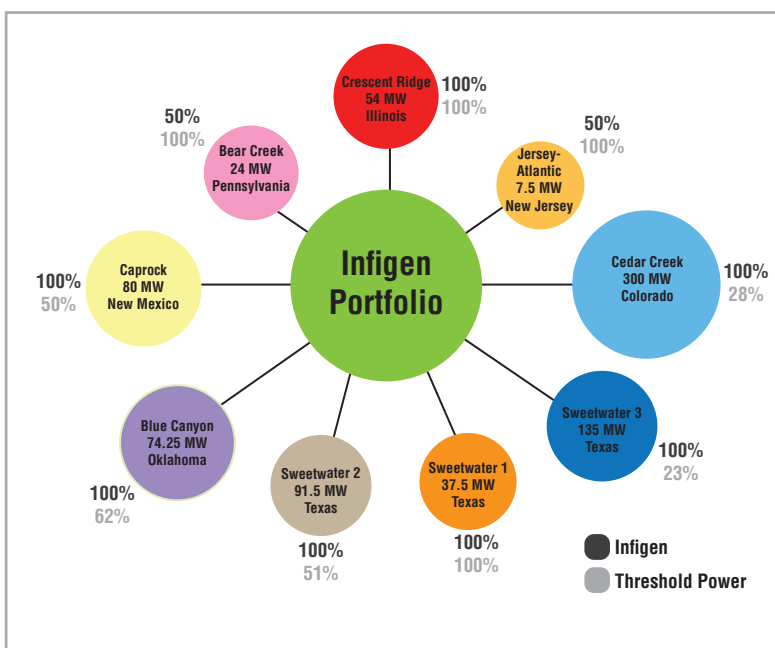 Crescent Ridge
54 MW
Illinois
100%
100%
50%
100%
Bear Creek
24 MW
Pennsylvania
50%
100%
Jersey-
Atlantic
7.5 MW
New Jersey
Infigen
Portfolio
100%
50%
Caprock
80 MW
New Mexico
Cedar Creek
300 MW
Colorado
100%
28%
Blue Canyon
74.25 MW
Oklahoma
100%
62%
Sweetwater 2
91.5 MW
Texas
100%
51%
Sweetwater 1
37.5 MW
Texas
100%
100%
Sweetwater 3
135 MW
Texas
100%
23%
Infigen
Threshold Power